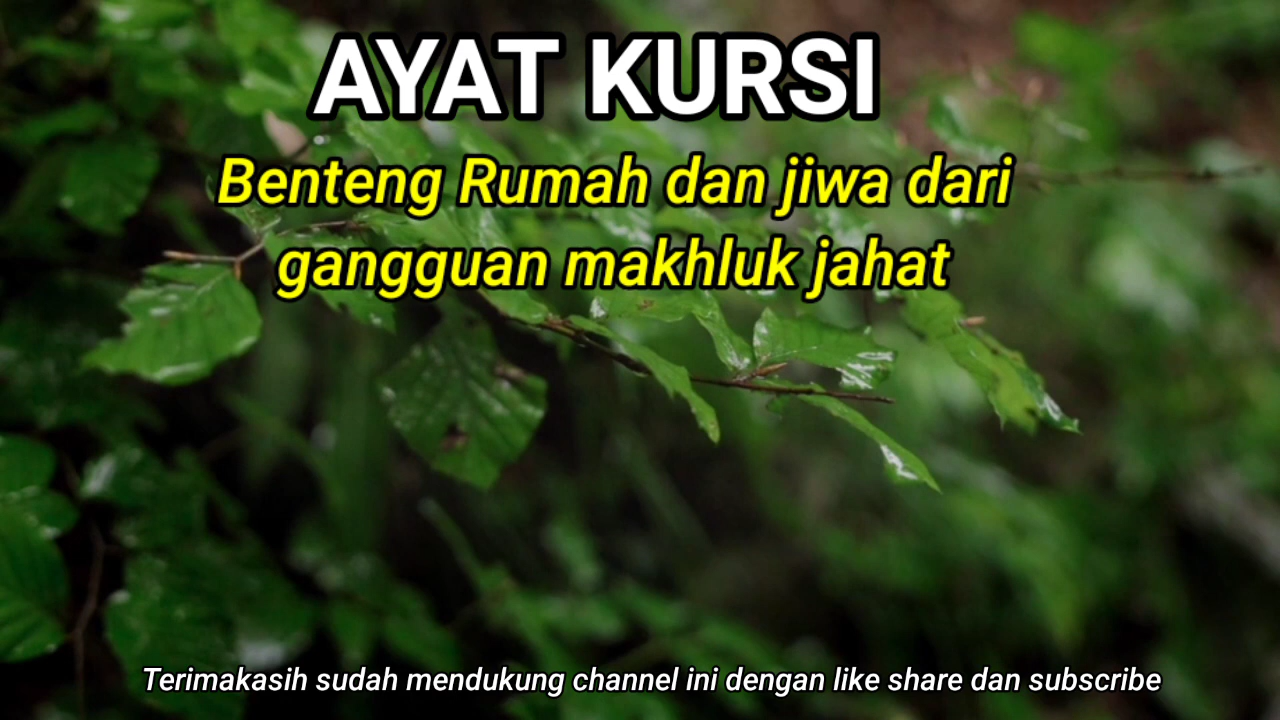 AYAT KURSI
Benteng Rumah dan jiwa dari
gangguan makhluk jahat
Terimakasih sudah mendukung channel ini dengan like share dan subscribe